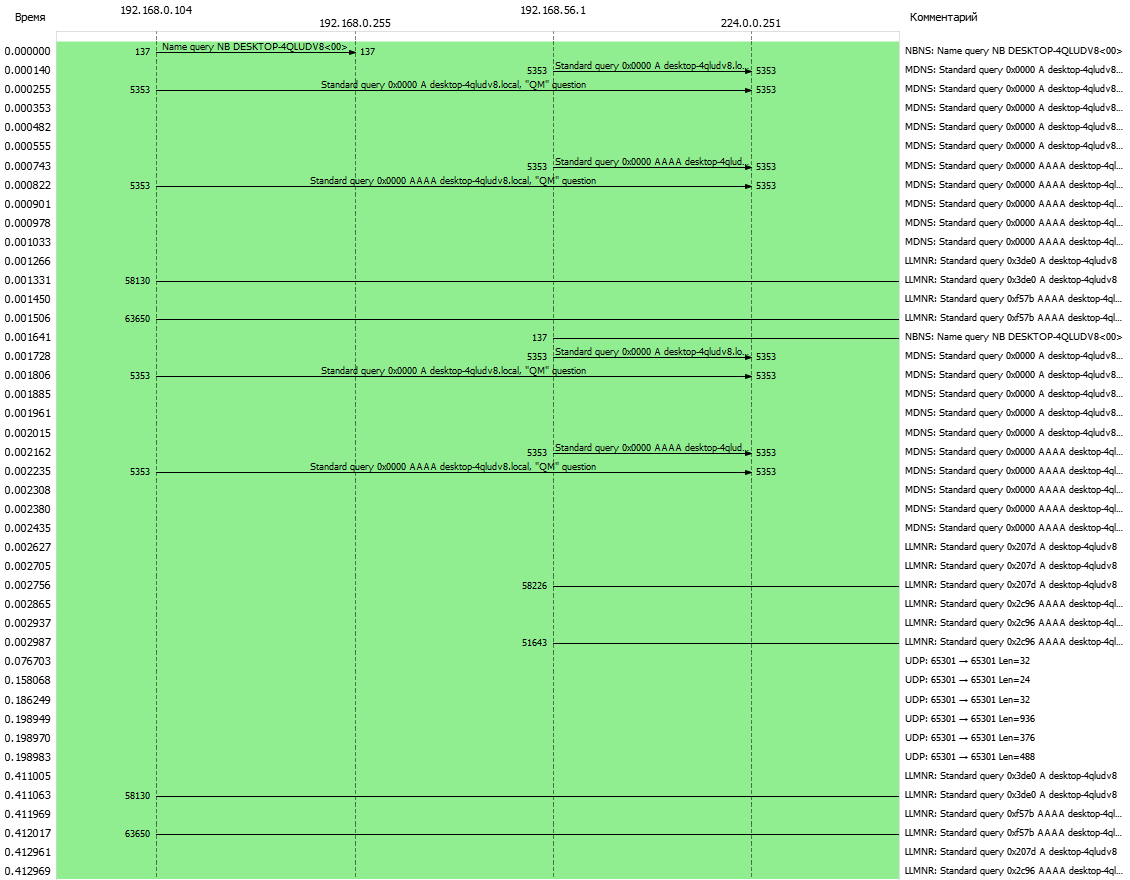 Время 192.168.0.104 192.168.0.255 192.168.56.1 224.0.0.251 Комментарий
0.000000 137 Name query NB DESKTOP-4QLUDV8<00> 137 NBNS: Name query NB DESKTOP-4QLUDV8<00>
0.000140 5353 Standard query 0x0000 A desktop-4qludv8.lo... 5353 MDNS: Standard query 0x0000 A desktop-4qludv8...
0.000255 5353 Standard query 0x0000 A desktop-4qludv8.local, "QM" question 5353 MDNS: Standard query 0x0000 A desktop-4qludv8...
0.000353 MDNS: Standard query 0x0000 A desktop-4qludv8...
0.000482 MDNS: Standard query 0x0000 A desktop-4qludv8...
0.000555 MDNS: Standard query 0x0000 A desktop-4qludv8...
0.000743 5353 Standard query 0x0000 AAAA desktop-4qlud... 5353 MDNS: Standard query 0x0000 AAAA desktop-4ql...
0.000822 5353 Standard query 0x0000 AAAA desktop-4qludv8.local, "QM" question 5353 MDNS: Standard query 0x0000 AAAA desktop-4ql...
0.000901 MDNS: Standard query 0x0000 AAAA desktop-4ql...
0.000978 MDNS: Standard query 0x0000 AAAA desktop-4ql...
0.001033 MDNS: Standard query 0x0000 AAAA desktop-4ql...
0.001266 LLMNR: Standard query 0x3de0 A desktop-4qludv8
0.001331 58130 LLMNR: Standard query 0x3de0 A desktop-4qludv8
0.001450 LLMNR: Standard query 0xf57b AAAA desktop-4ql...
0.001506 63650 LLMNR: Standard query 0xf57b AAAA desktop-4ql...
0.001641 137 NBNS: Name query NB DESKTOP-4QLUDV8<00>
0.001728 5353 Standard query 0x0000 A desktop-4qludv8.lo... 5353 MDNS: Standard query 0x0000 A desktop-4qludv8...
0.001806 5353 Standard query 0x0000 A desktop-4qludv8.local, "QM" question 5353 MDNS: Standard query 0x0000 A desktop-4qludv8...
0.001885 MDNS: Standard query 0x0000 A desktop-4qludv8...
0.001961 MDNS: Standard query 0x0000 A desktop-4qludv8...
0.002015 MDNS: Standard query 0x0000 A desktop-4qludv8...
0.002162 5353 Standard query 0x0000 AAAA desktop-4qlud... 5353 MDNS: Standard query 0x0000 AAAA desktop-4ql...
0.002235 5353 Standard query 0x0000 AAAA desktop-4qludv8.local, "QM" question 5353 MDNS: Standard query 0x0000 AAAA desktop-4ql...
0.002308 MDNS: Standard query 0x0000 AAAA desktop-4ql...
0.002380 MDNS: Standard query 0x0000 AAAA desktop-4ql...
0.002435 MDNS: Standard query 0x0000 AAAA desktop-4ql...
0.002627 LLMNR: Standard query 0x207d A desktop-4qludv8
0.002705 LLMNR: Standard query 0x207d A desktop-4qludv8
0.002756 58226 LLMNR: Standard query 0x207d A desktop-4qludv8
0.002865 LLMNR: Standard query 0x2c96 AAAA desktop-4ql...
0.002937 LLMNR: Standard query 0x2c96 AAAA desktop-4ql...
0.002987 51643 LLMNR: Standard query 0x2c96 AAAA desktop-4ql...
0.076703 UDP: 65301 → 65301 Len=32
0.158068 UDP: 65301 → 65301 Len=24
0.186249 UDP: 65301 → 65301 Len=32
0.198949 UDP: 65301 → 65301 Len=936
0.198970 UDP: 65301 → 65301 Len=376
0.198983 UDP: 65301 → 65301 Len=488
0.411005 LLMNR: Standard query 0x3de0 A desktop-4qludv8
0.411063 58130 LLMNR: Standard query 0x3de0 A desktop-4qludv8
0.411969 LLMNR: Standard query 0xf57b AAAA desktop-4ql...
0.412017 63650 LLMNR: Standard query 0xf57b AAAA desktop-4ql...
0.412961 LLMNR: Standard query 0x207d A desktop-4qludv8
0.412969 LLMNR: Standard query 0x2c96 AAAA desktop-4ql...